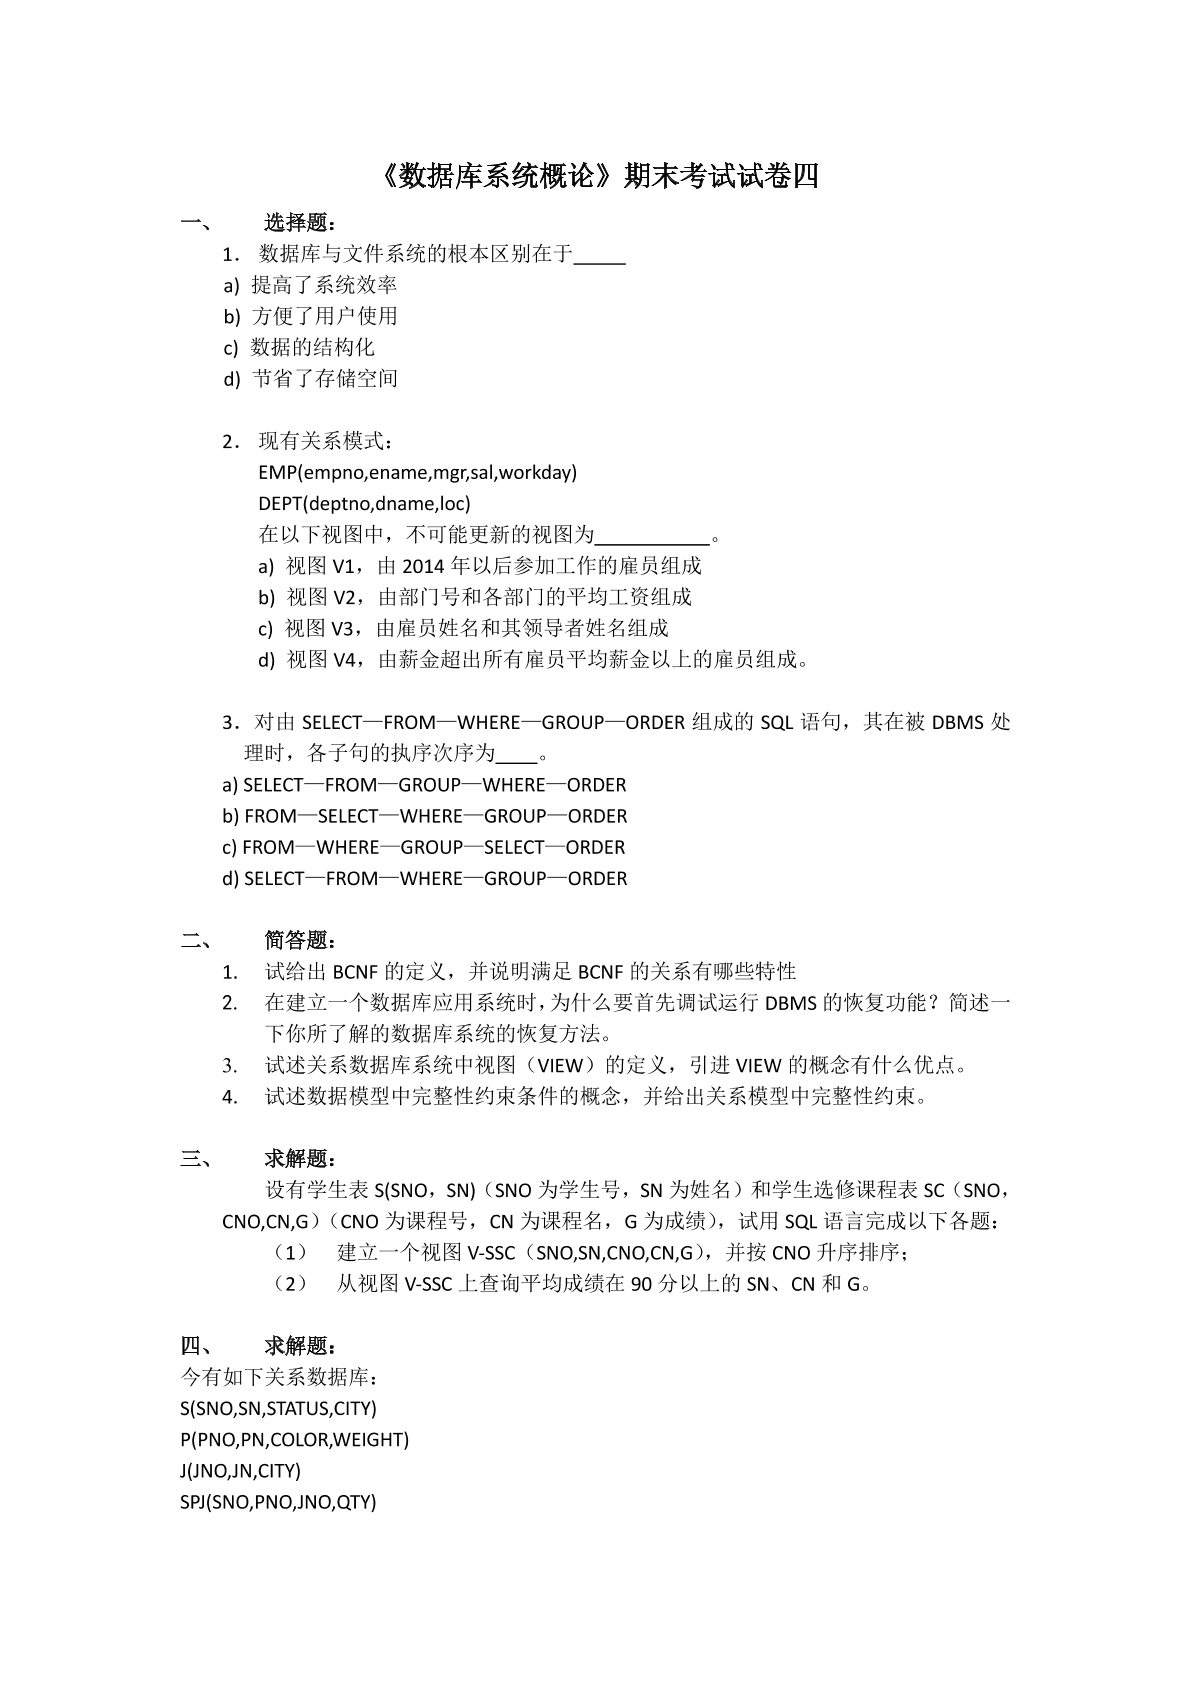 《数据库系统概论》期末考试试卷四
一、 选择题：
1. 数据库与文件系统的根本区别在于_____
a) 提高了系统效率
b) 方便了用户使用
c) 数据的结构化
d) 节省了存储空间
2. 现有关系模式：
EMP(empno,ename,mgr,sal,workday)
DEPT(deptno,dname,loc)
在以下视图中，不可能更新的视图为___________。
a) 视图 V1，由 2014 年以后参加工作的雇员组成
b) 视图 V2，由部门号和各部门的平均工资组成
c) 视图 V3，由雇员姓名和其领导者姓名组成
d) 视图 V4，由薪金超出所有雇员平均薪金以上的雇员组成。
3. 对由 SELECT—FROM—WHERE—GROUP—ORDER 组成的 SQL 语句，其在被 DBMS 处
理时，各子句的执序次序为____。
a) SELECT—FROM—GROUP—WHERE—ORDER
b) FROM—SELECT—WHERE—GROUP—ORDER
c) FROM—WHERE—GROUP—SELECT—ORDER
d) SELECT—FROM—WHERE—GROUP—ORDER
二、 简答题：
1. 试给出 BCNF 的定义，并说明满足 BCNF 的关系有哪些特性
2. 在建立一个数据库应用系统时，为什么要首先调试运行 DBMS 的恢复功能？简述一
下你所了解的数据库系统的恢复方法。
3. 试述关系数据库系统中视图（VIEW）的定义，引进 VIEW 的概念有什么优点。
4. 试述数据模型中完整性约束条件的概念，并给出关系模型中完整性约束。
三、 求解题：
设有学生表 S(SNO，SN)（SNO 为学生号，SN 为姓名）和学生选修课程表 SC（SNO，
CNO,CN,G）（CNO 为课程号，CN 为课程名，G 为成绩），试用 SQL 语言完成以下各题：
（1） 建立一个视图 V-SSC（SNO,SN,CNO,CN,G），并按 CNO 升序排序；
（2） 从视图 V-SSC 上查询平均成绩在 90 分以上的 SN、CN 和 G。
四、 求解题：
今有如下关系数据库：
S(SNO,SN,STATUS,CITY)
P(PNO,PN,COLOR,WEIGHT)
J(JNO,JN,CITY)
SPJ(SNO,PNO,JNO,QTY)